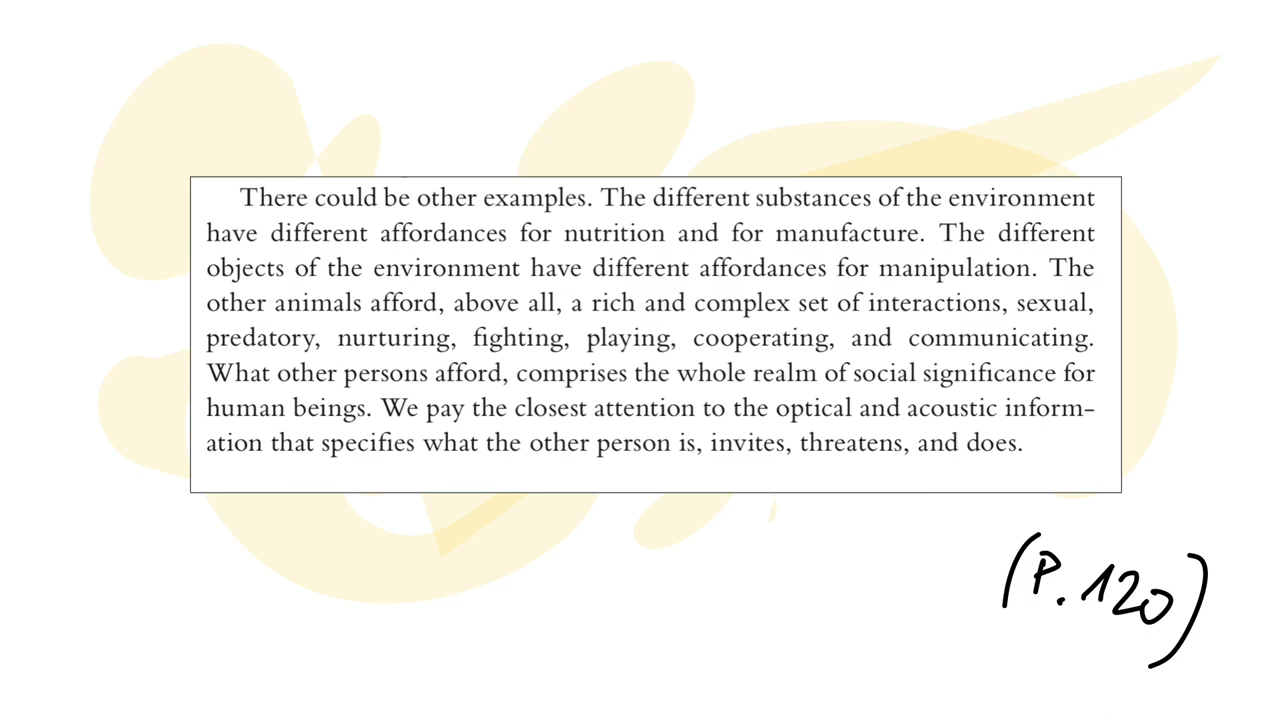 There could be other examples. The different substances of the environment
have different affordances for nutrition and for manufacture. The different
objects of the environment have different affordances for manipulation. The
other animals afford, above all, a rich and complex set of interactions, sexual,
predatory, nurturing, fighting, playing, cooperating, and communicating.
What other persons afford, comprises the whole realm of social significance for
human beings. We pay the closest attention to the optical and acoustic inform-
ation that specifies what the other person is, invites, threatens, and does.
(P. 120)